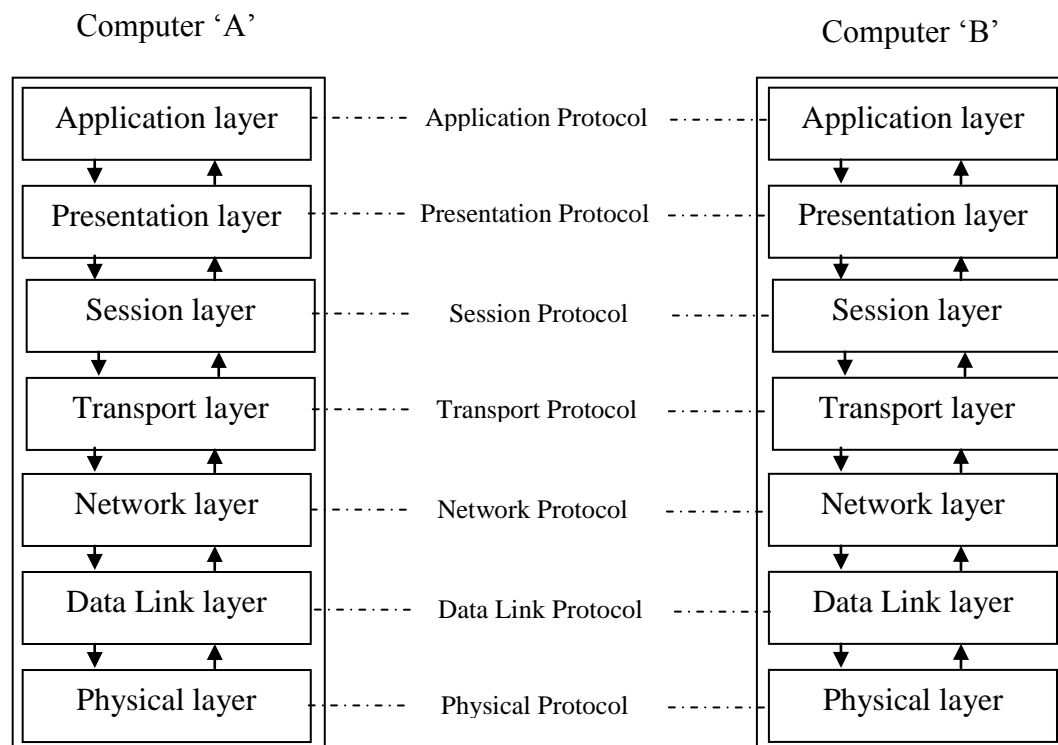 Computer ‘A’
Computer ‘B’
Application layer
Application Protocol
Application layer
Presentation layer
Presentation Protocol
Presentation layer
Session layer
Session Protocol
Session layer
Transport layer
Transport Protocol
Transport layer
Network layer
Network Protocol
Network layer
Data Link layer
Data Link Protocol
Data Link layer
Physical layer
Physical Protocol
Physical layer